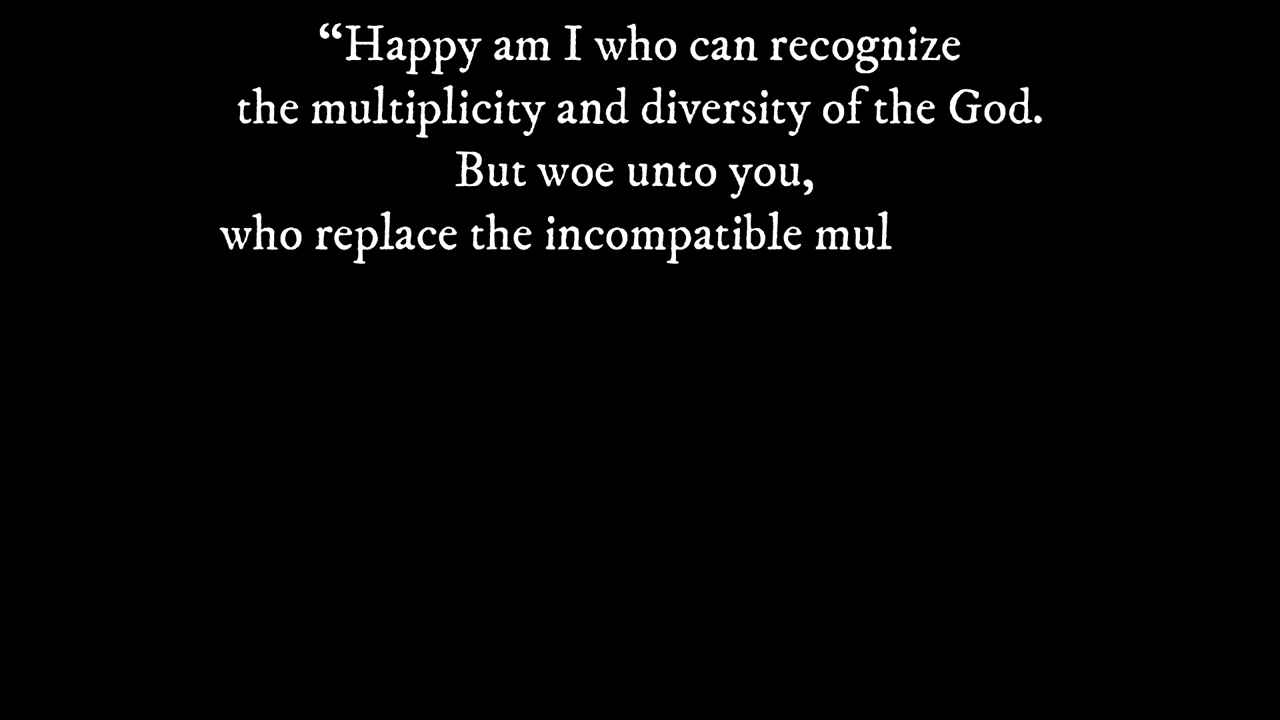 “Happy am I who can recognize
the multiplicity and diversity of the God.
But woe unto you,
who replace the incompatible mul